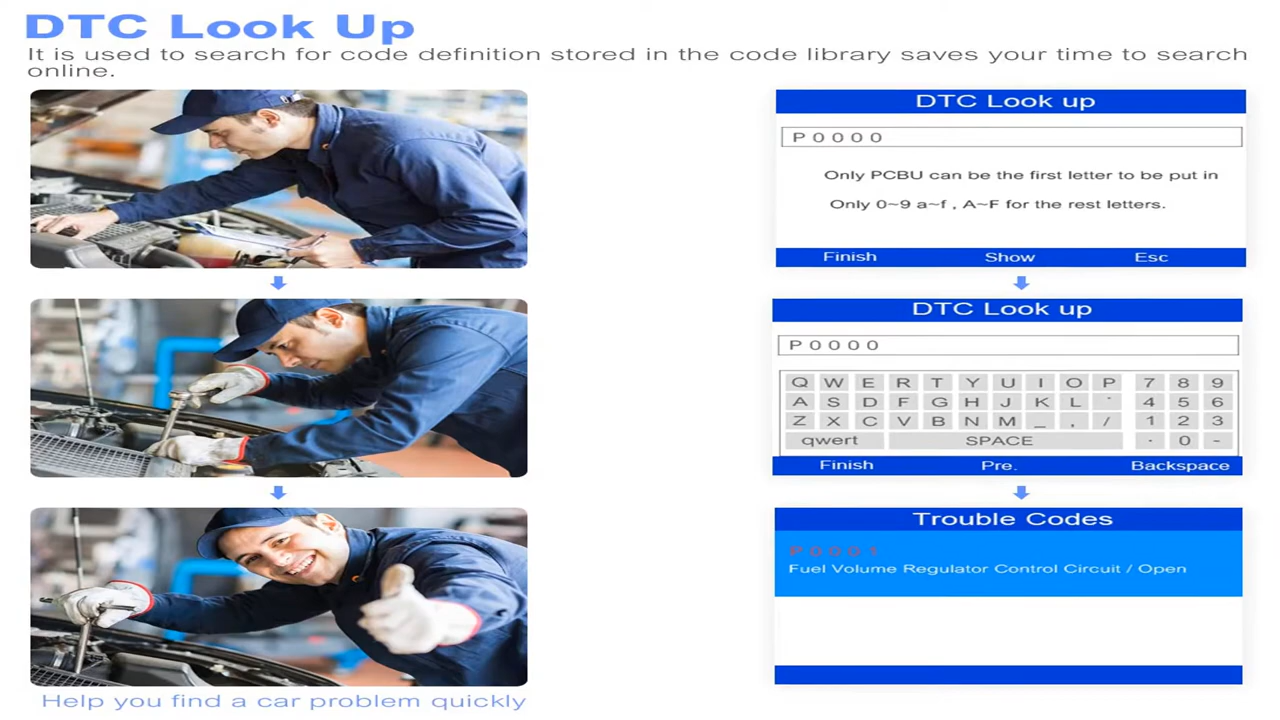 DTC Look Up
It is used to search for code definition stored in the code library saves your time to search
online.
DTC Look up
P0000
Only PCBU can be the first letter to be put in
Only 0~9 a~f , A~F for the rest letters.
Finish Show Esc
DTC Look up
P0000
Q W E R T Y U I O P 7 8 9
A S D F G H J K L ` 4 5 6
Z X C V B N M _ , / 1 2 3
qwert SPACE . 0 -
Finish Pre. Backspace
Trouble Codes
P0001
Fuel Volume Regulator Control Circuit / Open
Help you find a car problem quickly